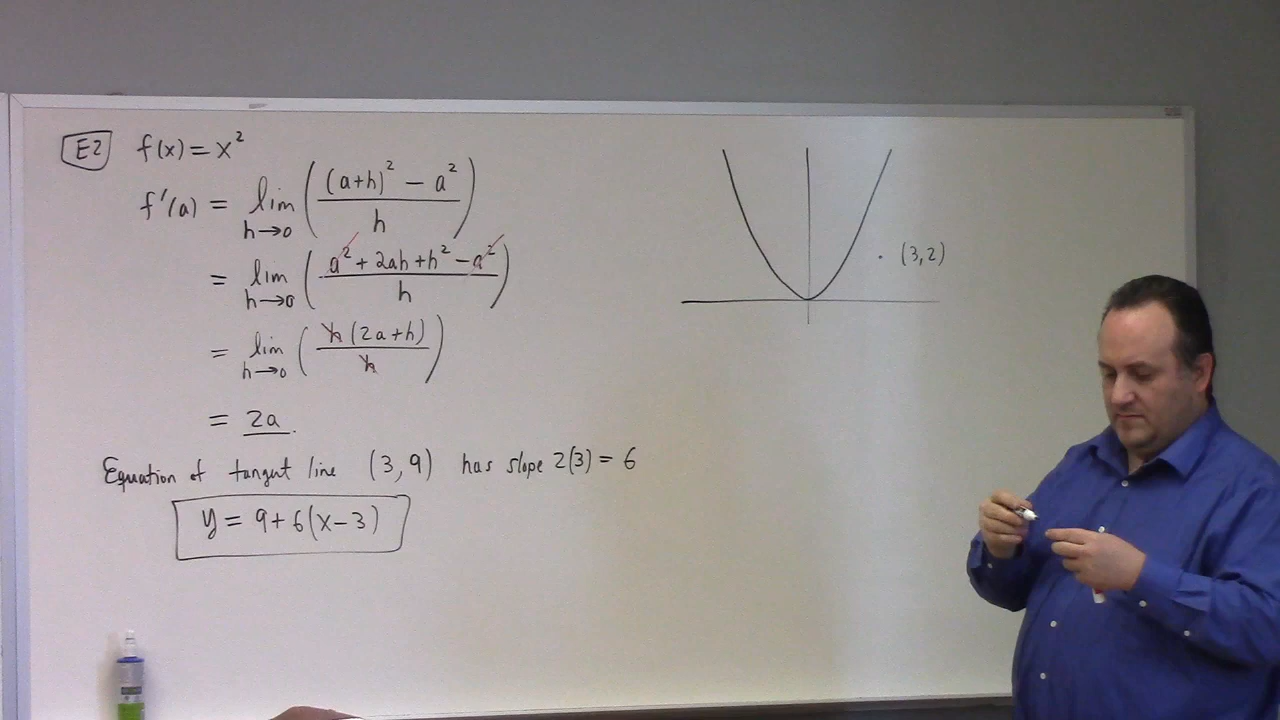 E2 f(x) = x²
f'(a) = lim h→0 ( ((a+h)² − a²) / h )
= lim h→0 ( (a² + 2ah + h² − a²) / h )
= lim h→0 ( h(2a+h) / h )
= 2a.
Equation of tangent line (3, 9) has slope 2(3) = 6
y = 9 + 6(x−3)
(3,2)